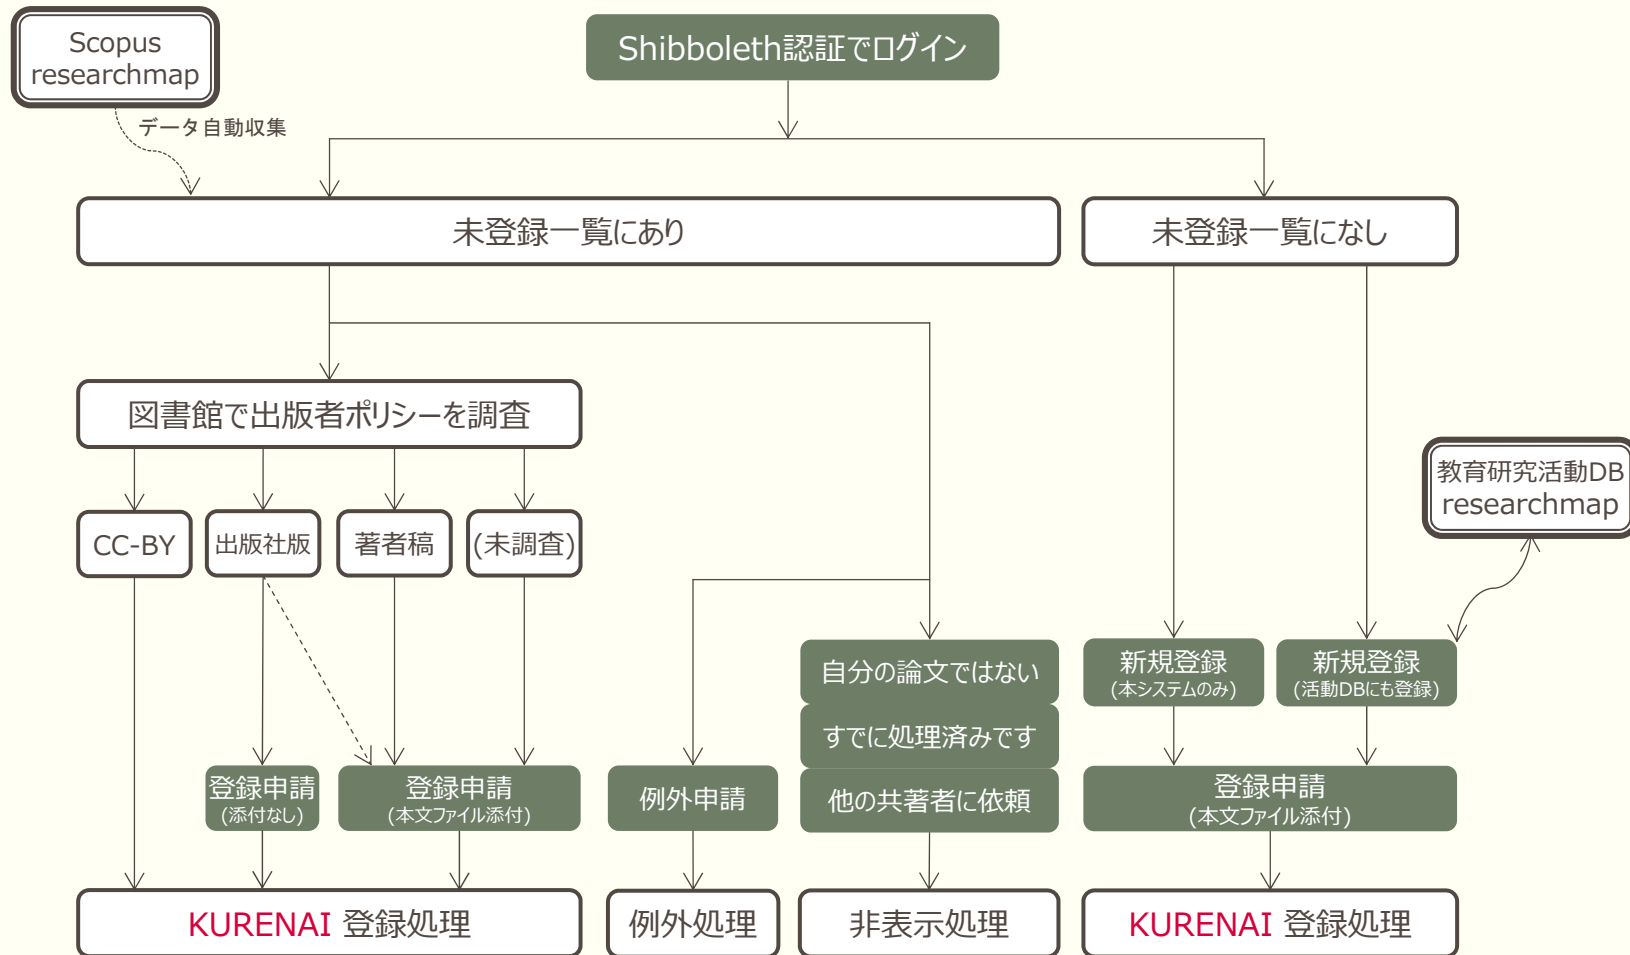 Scopus
researchmap
Shibboleth認証でログイン
データ自動収集
未登録一覧にあり
未登録一覧になし
図書館で出版者ポリシーを調査
教育研究活動DB
researchmap
CC-BY
出版社版
著者稿
(未調査)
自分の論文ではない
すでに処理済みです
他の共著者に依頼
新規登録
(本システムのみ)
新規登録
(活動DBにも登録)
登録申請
(添付なし)
登録申請
(本文ファイル添付)
例外申請
登録申請
(本文ファイル添付)
KURENAI 登録処理
例外処理
非表示処理
KURENAI 登録処理